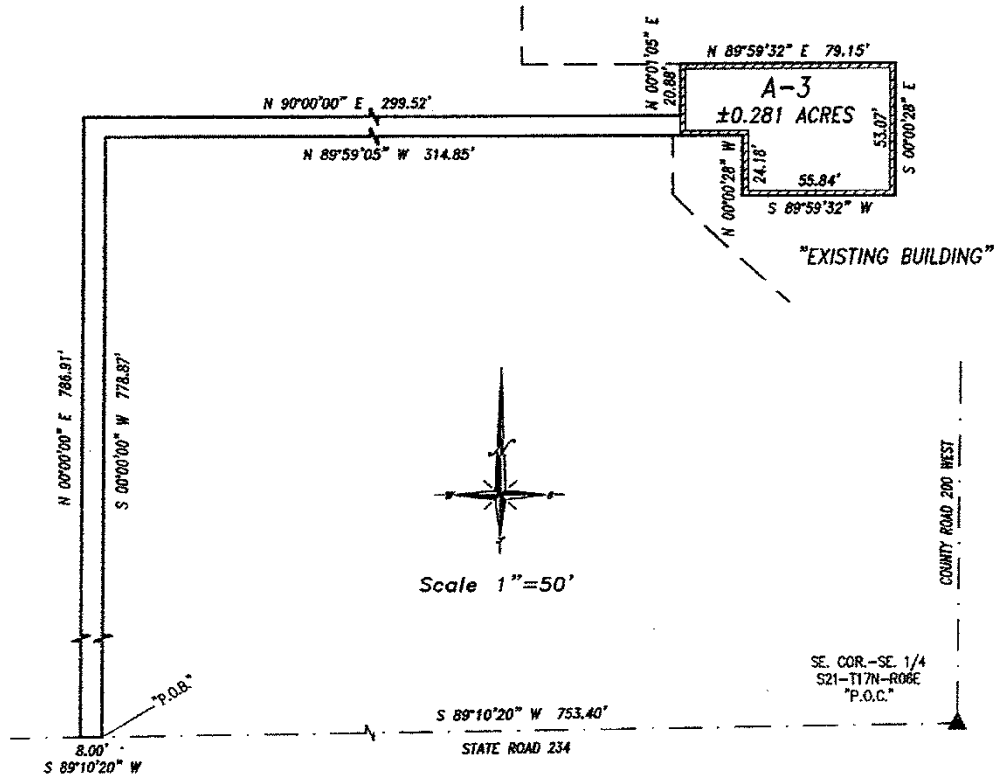 N 00°01'05" E
20.88'
N 89°59'32" E 79.15'
A-3
±0.281 ACRES
53.07'
S 00°00'28" E
N 90°00'00" E 299.52'
N 89°59'05" W 314.85'
N 00°00'28" W
24.18'
55.84'
S 89°59'32" W
"EXISTING BUILDING"
N 00°00'00" E 786.91'
S 00°00'00" W 778.87'
N
W
E
S
Scale 1"=50'
COUNTY ROAD 200 WEST
SE. COR.-SE. 1/4
S21-T17N-R06E
"P.O.C."
"P.O.B."
S 89°10'20" W 753.40'
STATE ROAD 234
8.00'
S 89°10'20" W